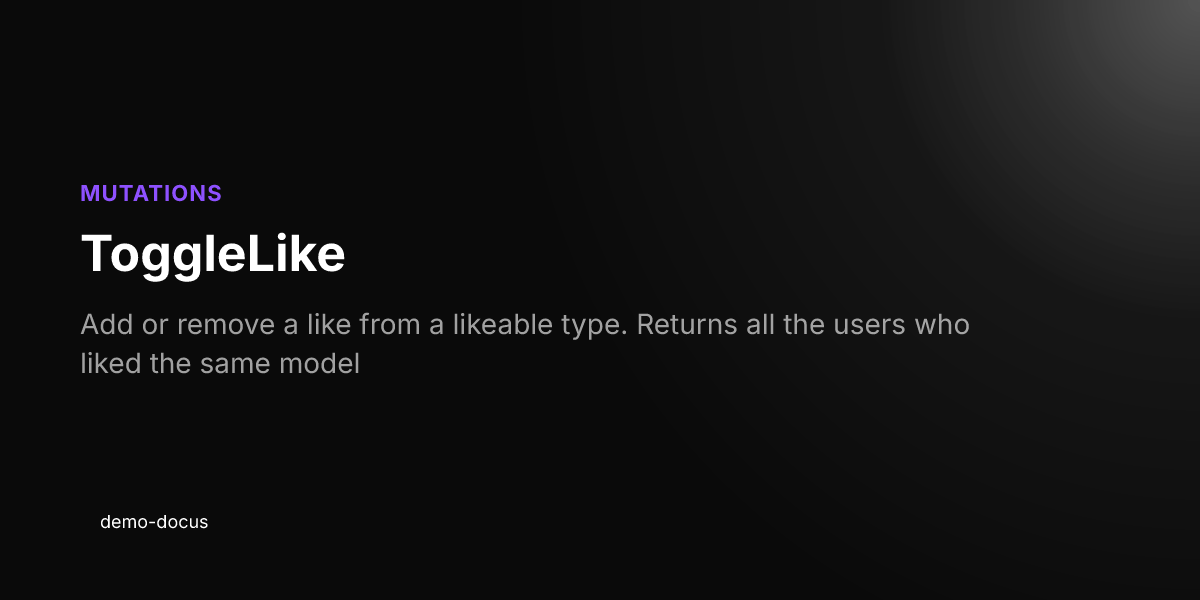 MUTATIONS
ToggleLike
Add or remove a like from a likeable type. Returns all the users who
liked the same model
demo-docus